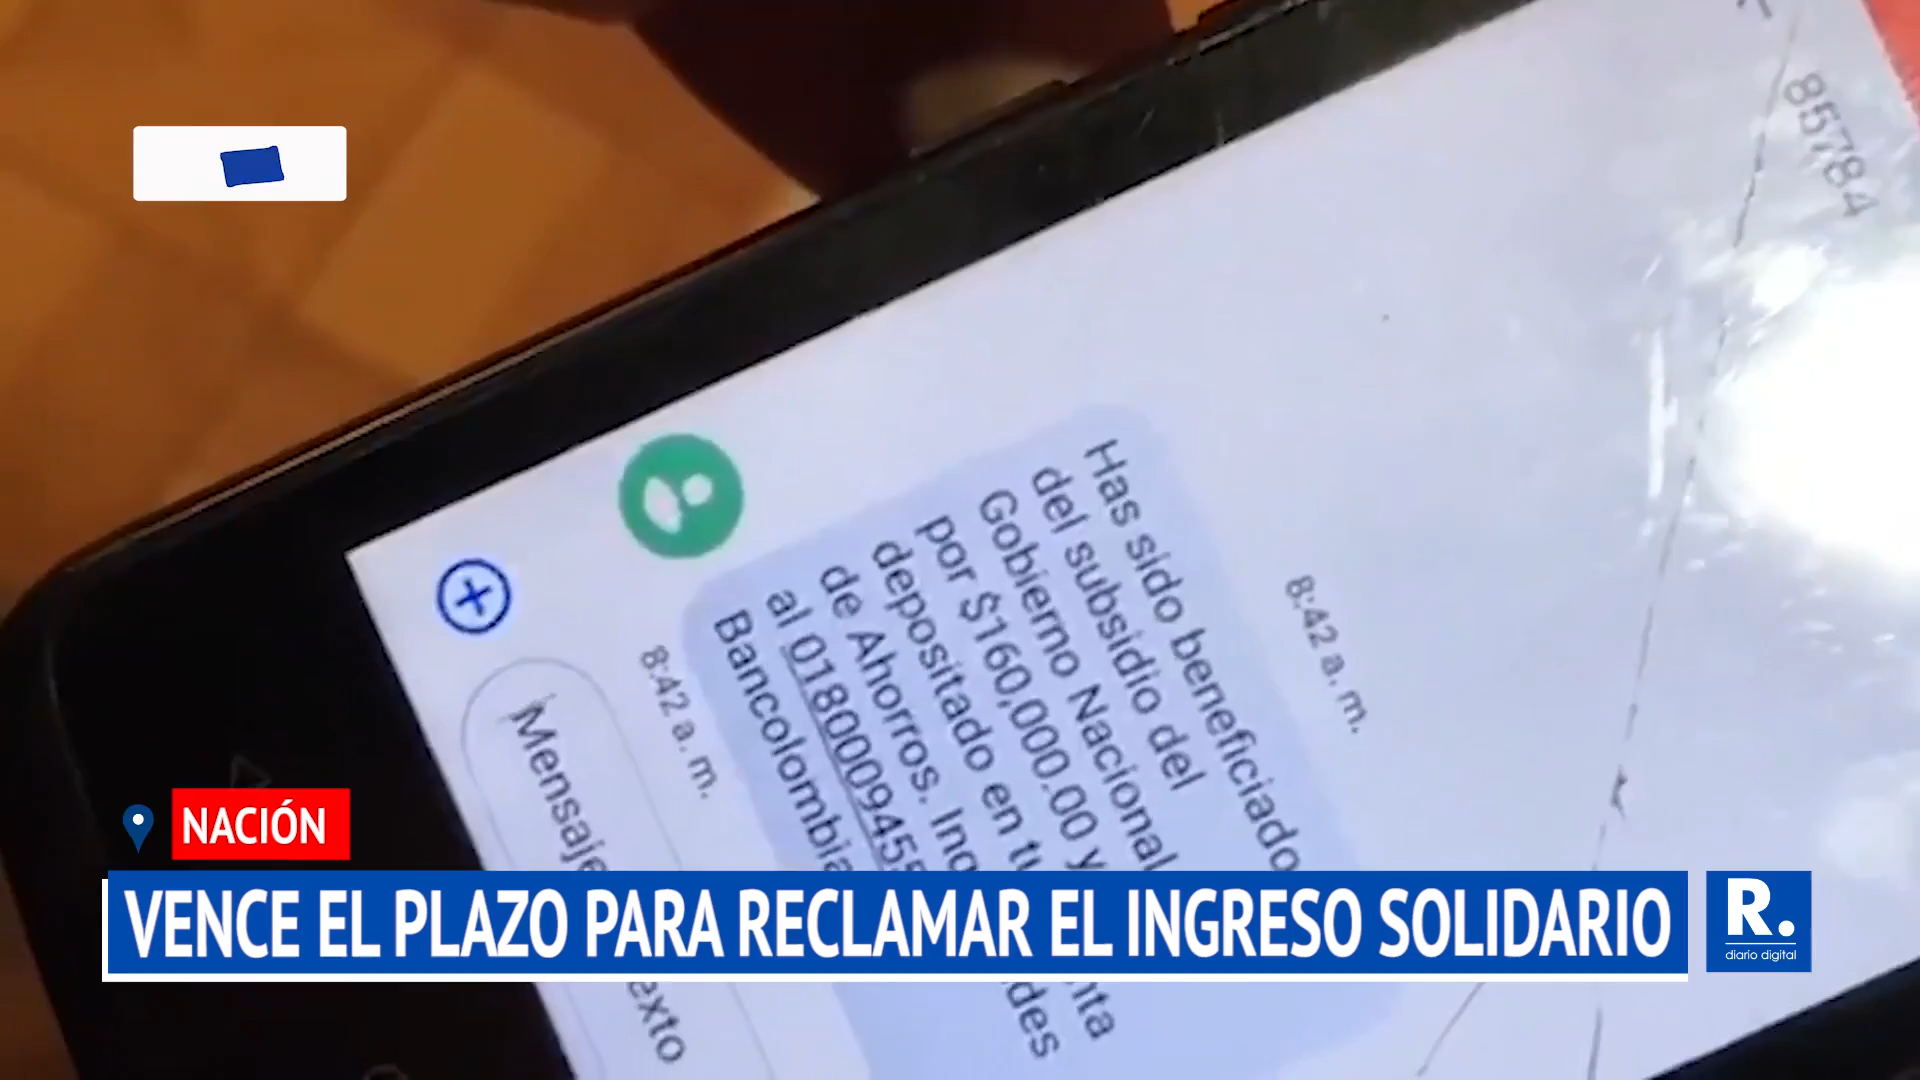 85784
8:42 a. m.
Has sido beneficiado
del subsidio del
Gobierno Nacional
por $160,000.00 y
depositado en tu
de Ahorros.
al 018000945
Bancolombia
8:42 a. m.
Mensaje
exto
NACIÓN
VENCE EL PLAZO PARA RECLAMAR EL INGRESO SOLIDARIO
R.
diario digital